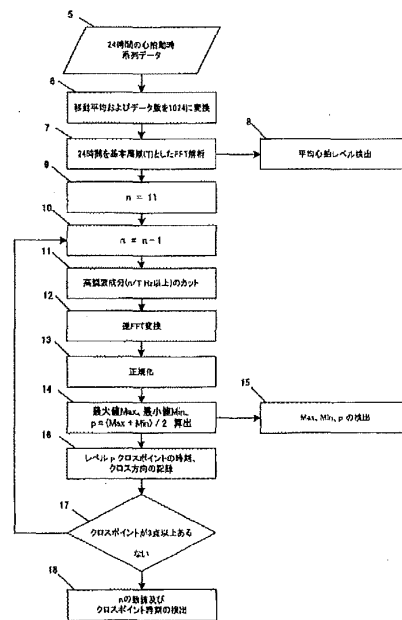 5
24時間の心拍動時
系列データ
6
移動平均およびデータ数を1024に変換
7
24時間を基本周期(T)としたFFT解析
8
平均心拍レベル検出
9
n = 11
10
n = n-1
11
高調波成分(n/T Hz以上)のカット
12
逆FFT変換
13
正規化
14
最大値Max、最小値Min、
p = (Max + Min) / 2 算出
15
Max、Min、p の検出
16
レベル p クロスポイントの時刻、
クロス方向の記録
17
クロスポイントが3点以上ある
ない
18
nの数値及び
クロスポイント時刻の検出